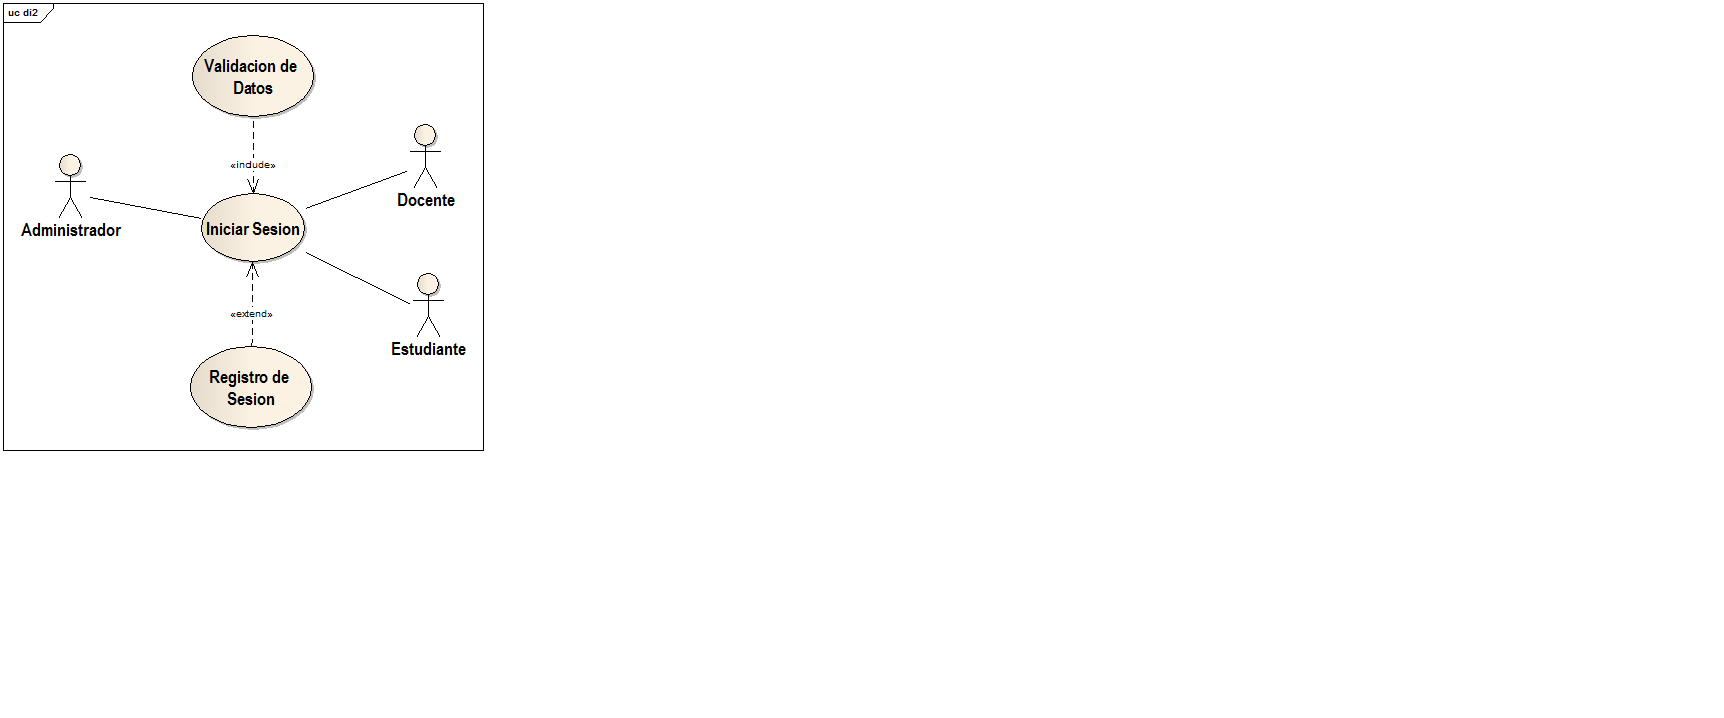 uc di2
Validacion de
Datos
«include»
Docente
Administrador
Iniciar Sesion
«extend»
Estudiante
Registro de
Sesion